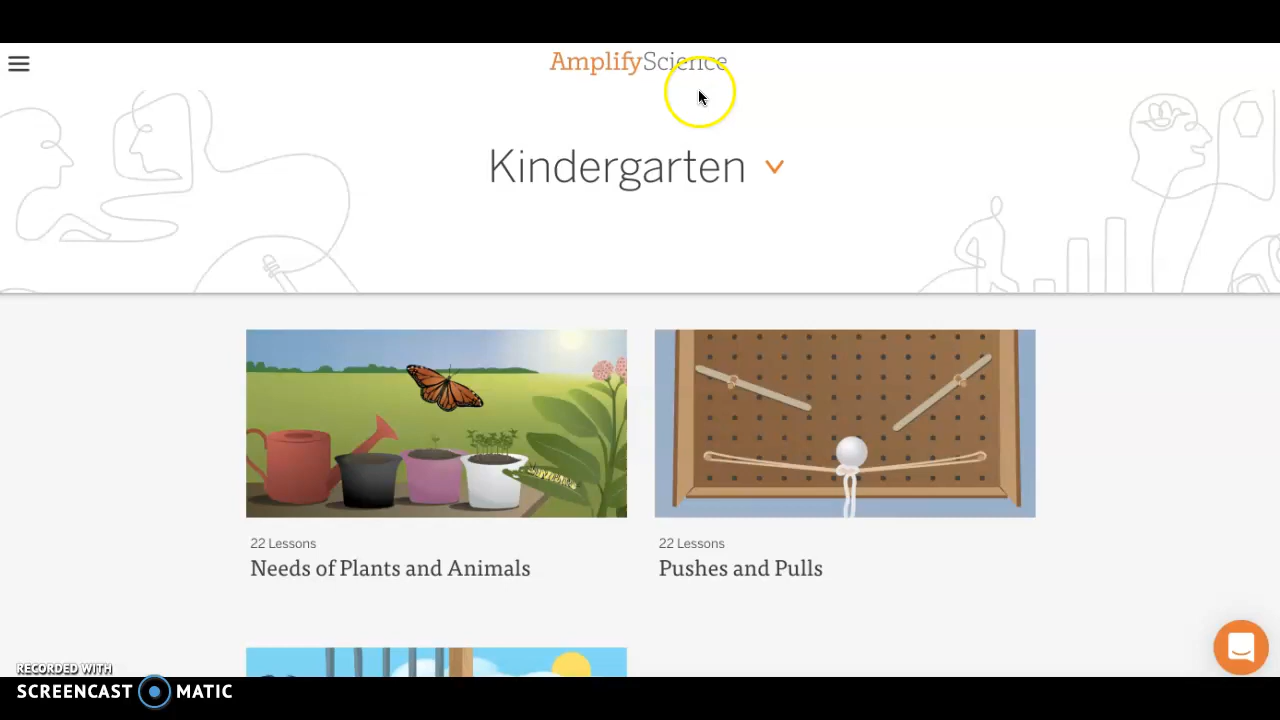 AmplifyScience
Kindergarten
22 Lessons
Needs of Plants and Animals
22 Lessons
Pushes and Pulls
RECORDED WITH
SCREENCAST MATIC